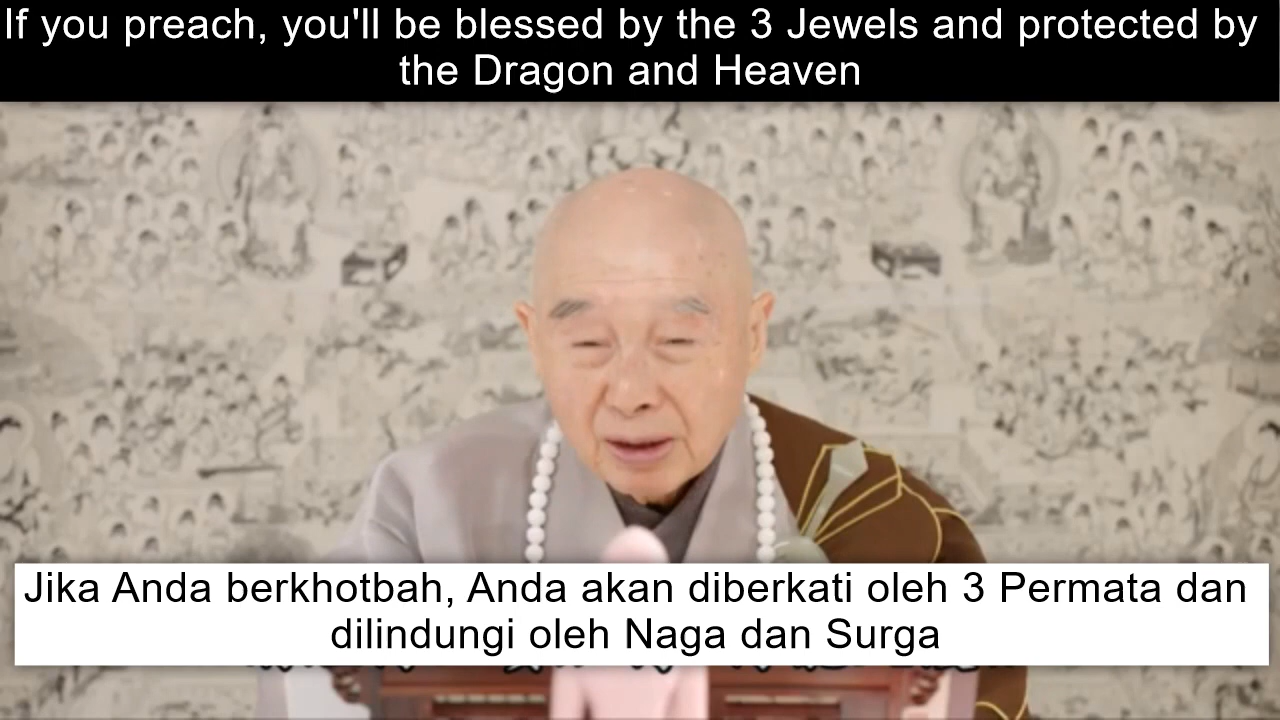 If you preach, you'll be blessed by the 3 Jewels and protected by
the Dragon and Heaven
Jika Anda berkhotbah, Anda akan diberkati oleh 3 Permata dan
dilindungi oleh Naga dan Surga